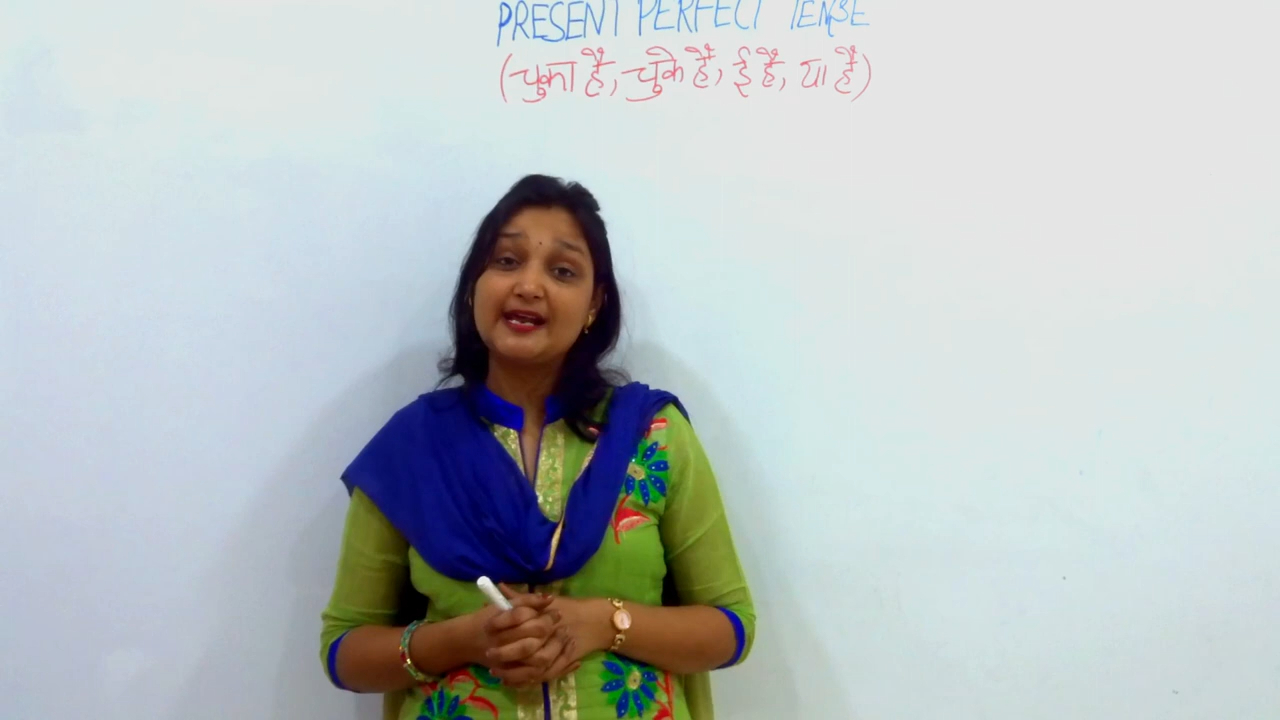 PRESENT PERFECT TENSE
(चुका है, चुके है, ई है, या है)